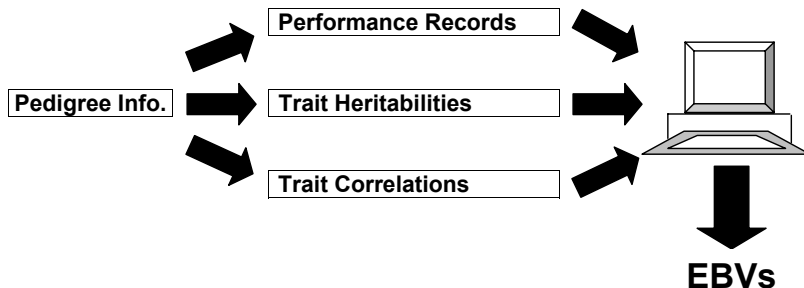 Performance Records
Pedigree Info.
Trait Heritabilities
Trait Correlations
EBVs